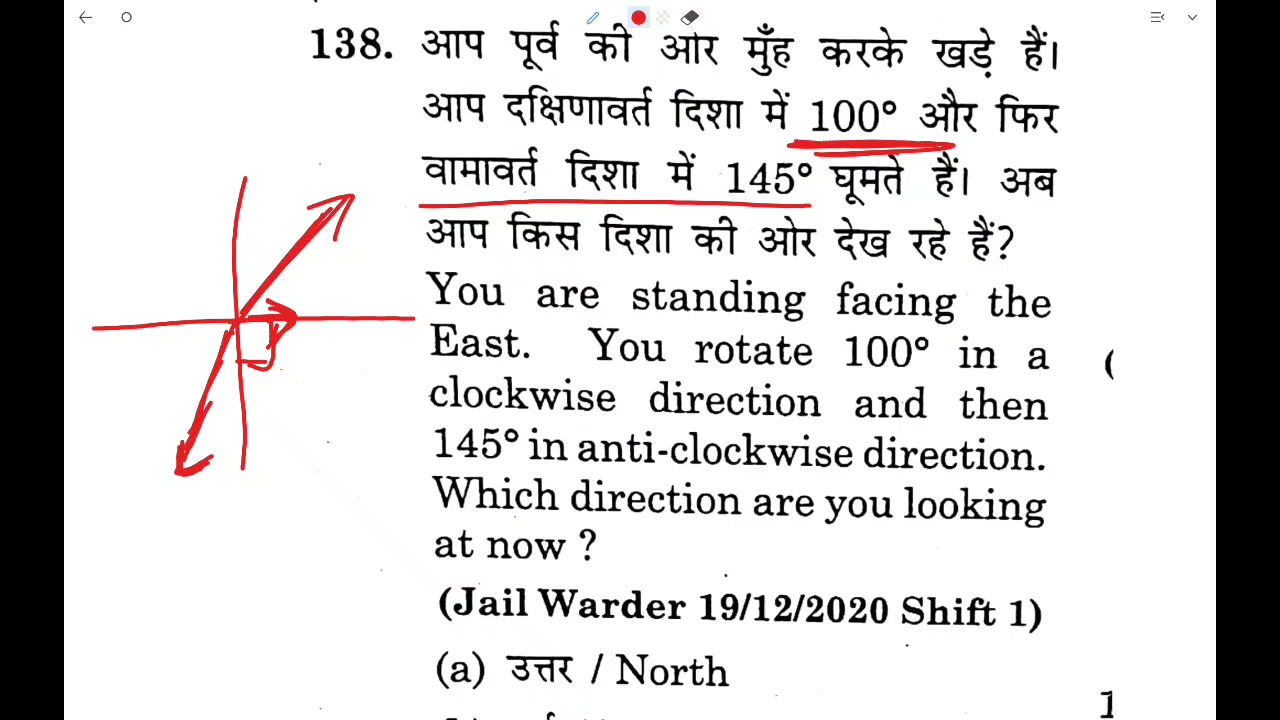 138. आप पूर्व की ओर मुँह करके खड़े हैं।
आप दक्षिणावर्त दिशा में 100° और फिर
वामावर्त दिशा में 145° घूमते हैं। अब
आप किस दिशा की ओर देख रहे हैं?
You are standing facing the
East. You rotate 100° in a
clockwise direction and then
145° in anti-clockwise direction.
Which direction are you looking
at now ?
(Jail Warder 19/12/2020 Shift 1)
(a) उत्तर / North